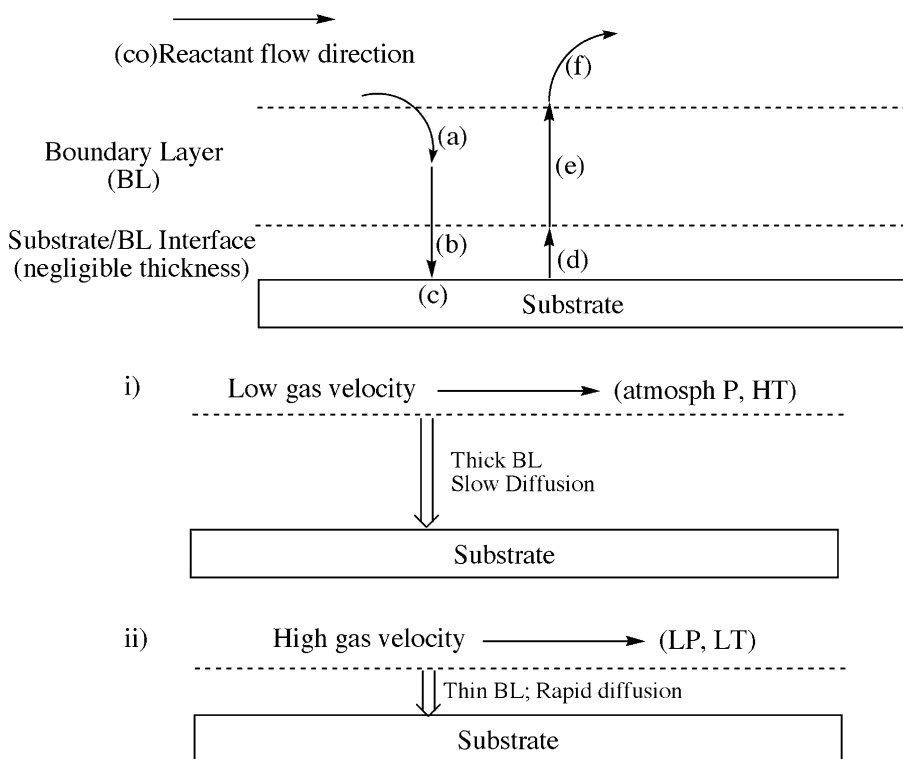 (co)Reactant flow direction
(f)
(a)
Boundary Layer
(BL)
(e)
Substrate/BL Interface
(negligible thickness)
(b)
(d)
(c)
Substrate
i)
Low gas velocity
(atmosph P, HT)
Thick BL
Slow Diffusion
Substrate
ii)
High gas velocity
(LP, LT)
Thin BL; Rapid diffusion
Substrate